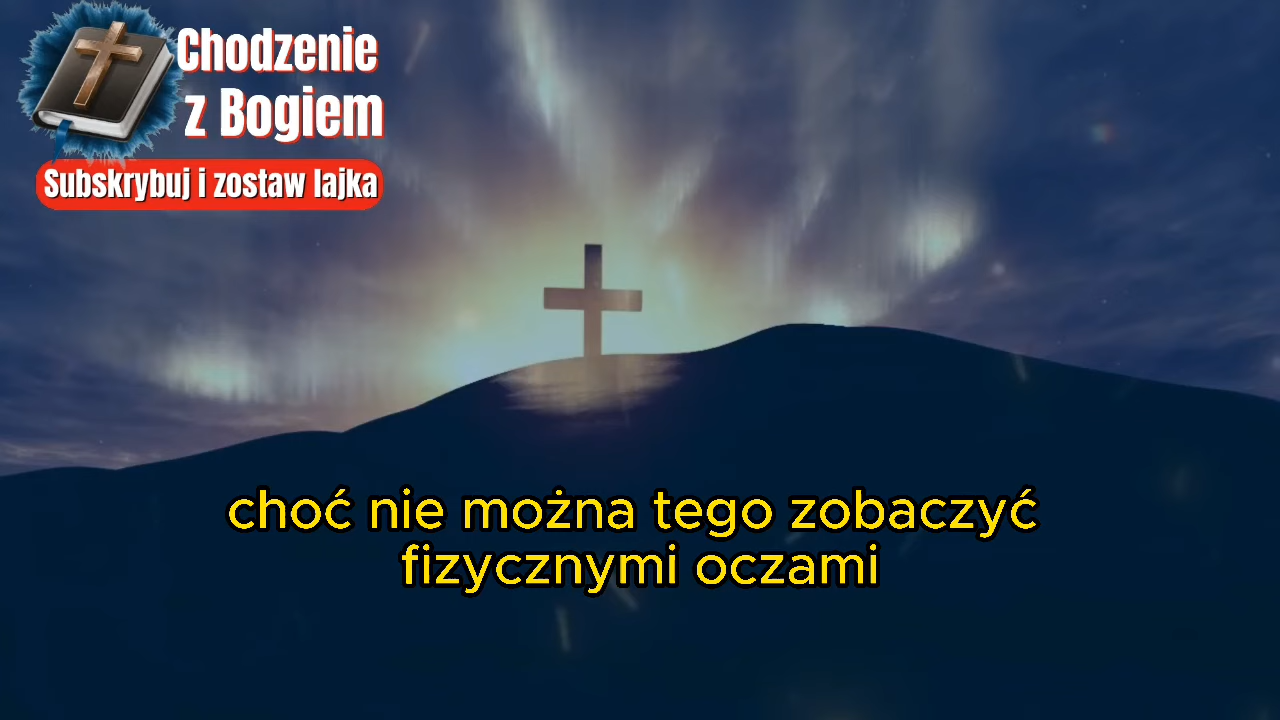 Chodzenie
z Bogiem
Subskrybuj i zostaw lajka
choć nie można tego zobaczyć
fizycznymi oczami